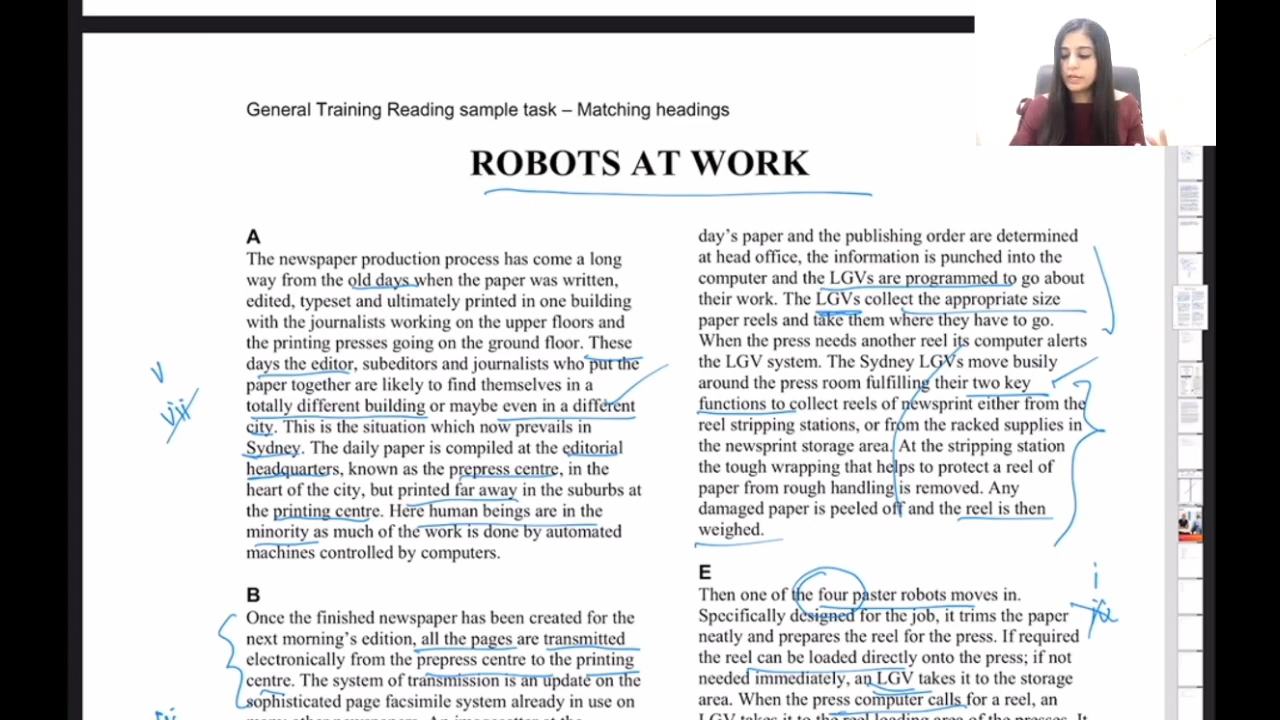 General Training Reading sample task – Matching headings
ROBOTS AT WORK
A
The newspaper production process has come a long
way from the old days when the paper was written,
edited, typeset and ultimately printed in one building
with the journalists working on the upper floors and
the printing presses going on the ground floor. These
days the editor, subeditors and journalists who put the
paper together are likely to find themselves in a
totally different building or maybe even in a different
city. This is the situation which now prevails in
Sydney. The daily paper is compiled at the editorial
headquarters, known as the prepress centre, in the
heart of the city, but printed far away in the suburbs at
the printing centre. Here human beings are in the
minority as much of the work is done by automated
machines controlled by computers.
v
vii
B
Once the finished newspaper has been created for the
next morning's edition, all the pages are transmitted
electronically from the prepress centre to the printing
centre. The system of transmission is an update on the
sophisticated page facsimile system already in use on
day's paper and the publishing order are determined
at head office, the information is punched into the
computer and the LGVs are programmed to go about
their work. The LGVs collect the appropriate size
paper reels and take them where they have to go.
When the press needs another reel its computer alerts
the LGV system. The Sydney LGVs move busily
around the press room fulfilling their two key
functions to collect reels of newsprint either from the
reel stripping stations, or from the racked supplies in
the newsprint storage area. At the stripping station
the tough wrapping that helps to protect a reel of
paper from rough handling is removed. Any
damaged paper is peeled off and the reel is then
weighed.
E
Then one of the four paster robots moves in.
Specifically designed for the job, it trims the paper
neatly and prepares the reel for the press. If required
the reel can be loaded directly onto the press; if not
needed immediately, an LGV takes it to the storage
area. When the press computer calls for a reel, an
LGV takes it to the reel loading area of the presses. It
i